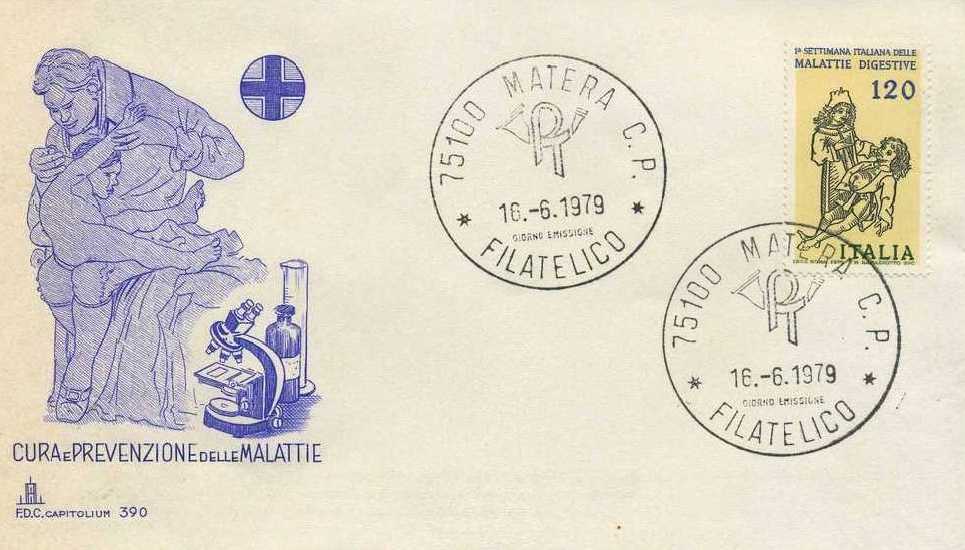 1ª SETTIMANA ITALIANA DELLE
MALATTIE DIGESTIVE
120
ITALIA
75100 MATERA C.P.
16.-6.1979
GIORNO EMISSIONE
FILATELICO
75100 MATERA C.P.
16.-6.1979
GIORNO EMISSIONE
FILATELICO
CURA E PREVENZIONE DELLE MALATTIE
F.D.C. CAPITOLIUM 390